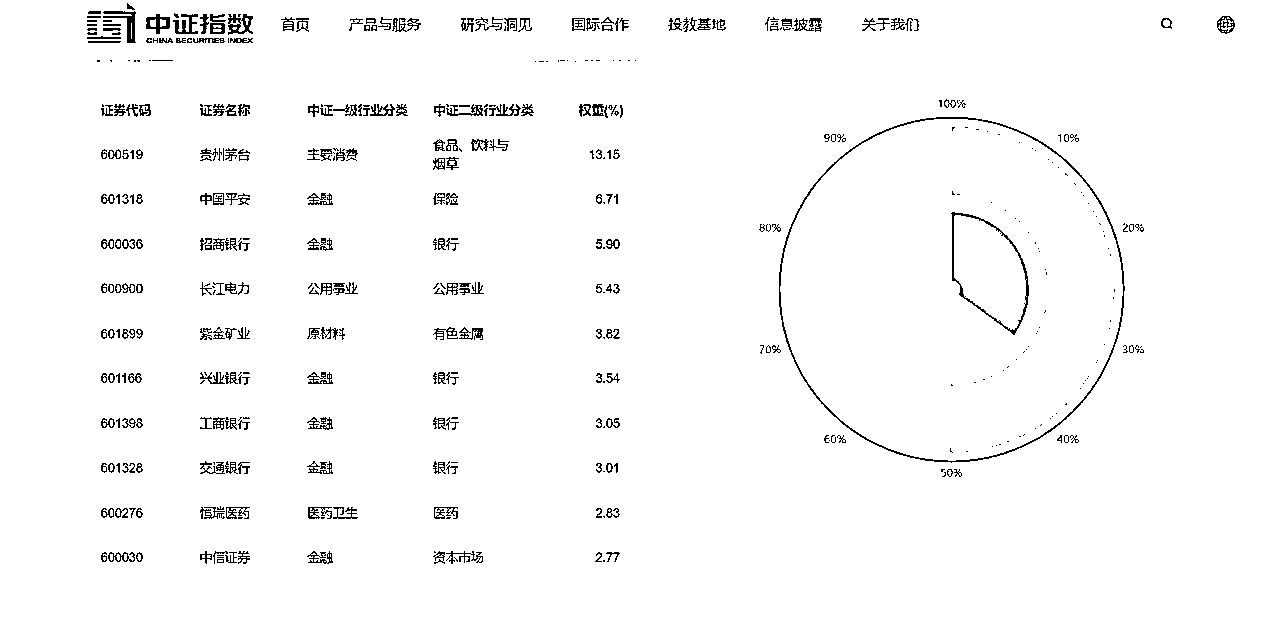 中证指数
CHINA SECURITIES INDEX
首页 产品与服务 研究与洞见 国际合作 投教基地 信息披露 关于我们
证券代码 证券名称 中证一级行业分类 中证二级行业分类 权重(%)
600519 贵州茅台 主要消费 食品、饮料与烟草 13.15
601318 中国平安 金融 保险 6.71
600036 招商银行 金融 银行 5.90
600900 长江电力 公用事业 公用事业 5.43
601899 紫金矿业 原材料 有色金属 3.82
601166 兴业银行 金融 银行 3.54
601398 工商银行 金融 银行 3.05
601328 交通银行 金融 银行 3.01
600276 恒瑞医药 医药卫生 医药 2.83
600030 中信证券 金融 资本市场 2.77
100%
10%
20%
30%
40%
50%
60%
70%
80%
90%